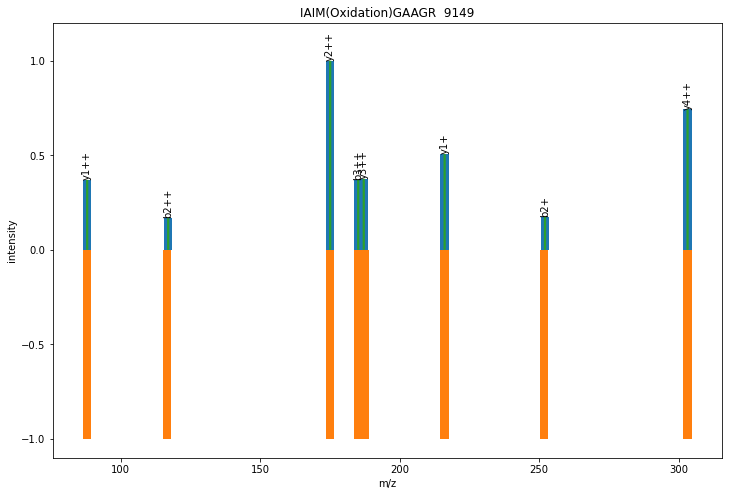 IAIM(Oxidation)GAAGR 9149
y1++
b2++
y2++
b3++
y3++
y1+
b2+
y4++
1.0
0.5
0.0
−0.5
−1.0
intensity
100
150
200
250
300
m/z